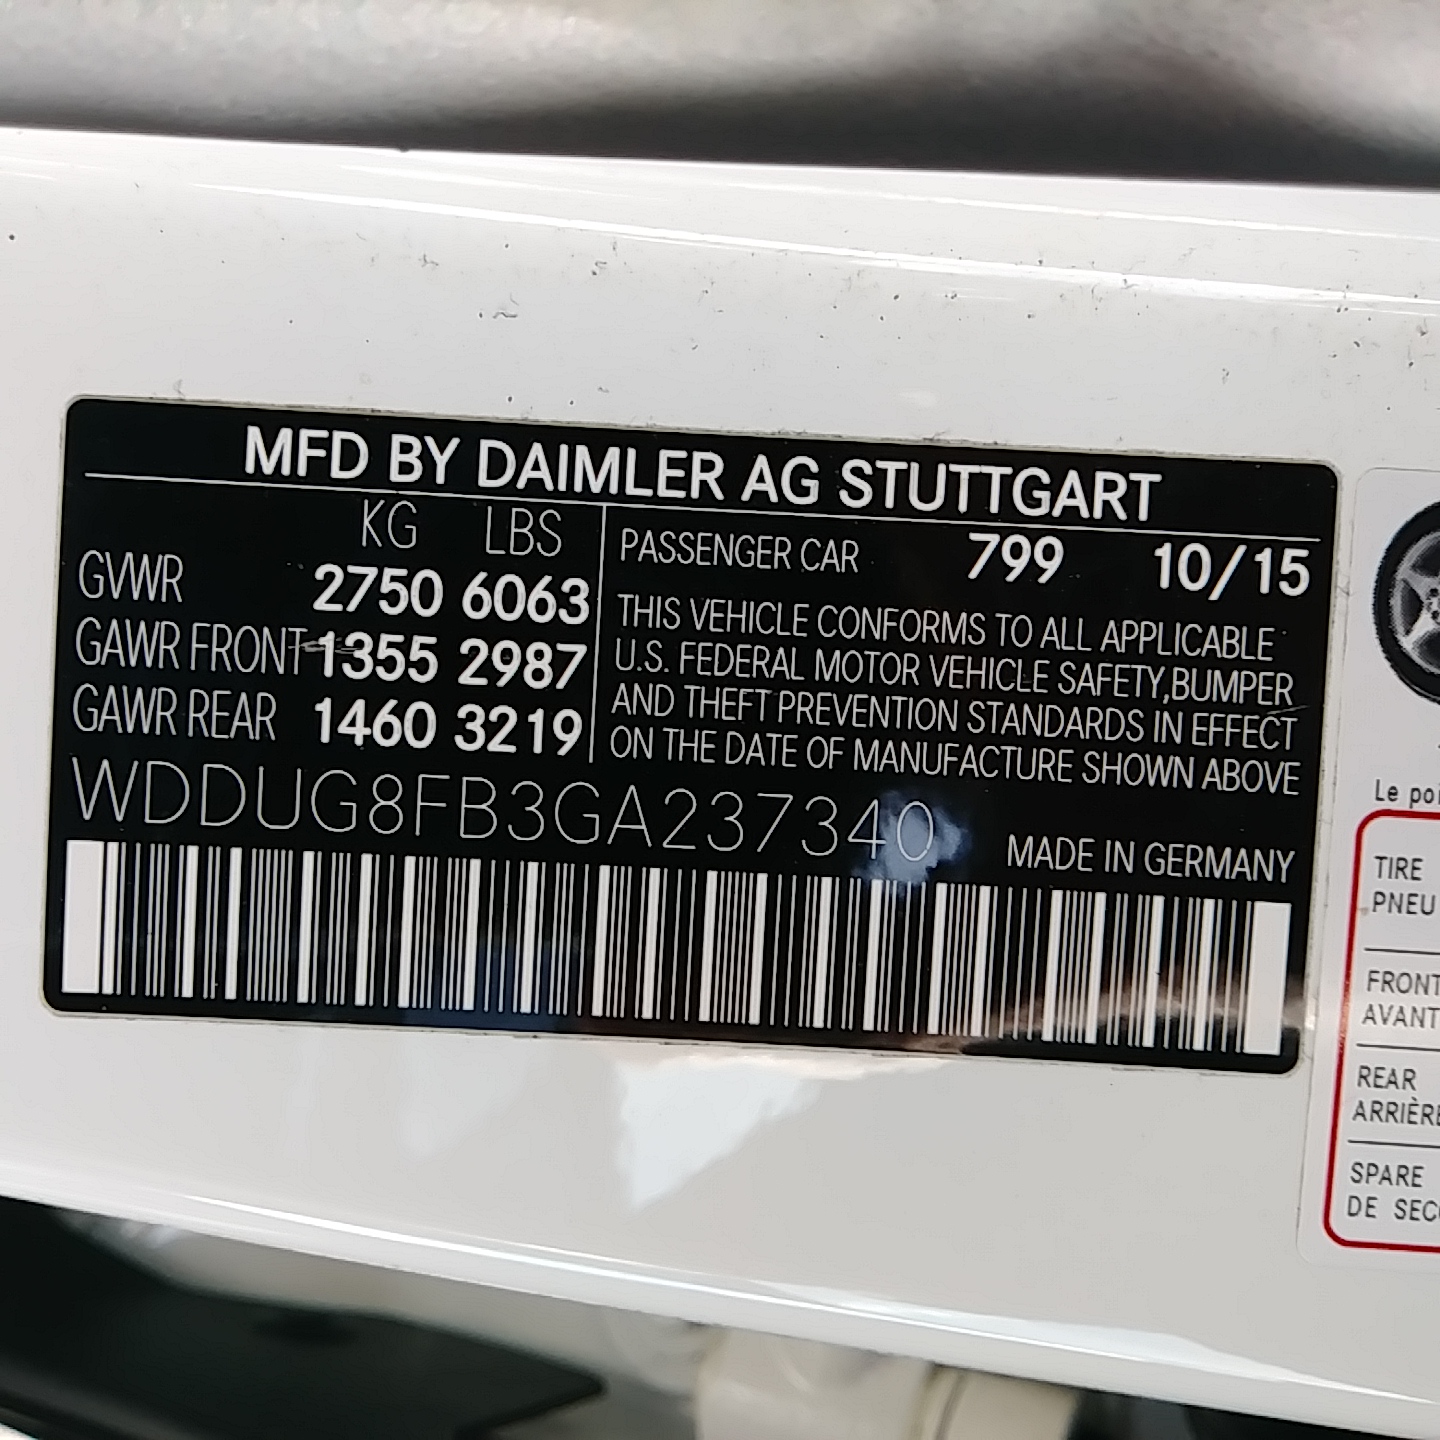 MFD BY DAIMLER AG STUTTGART
KG LBS
GVWR 2750 6063
GAWR FRONT 1355 2987
GAWR REAR 1460 3219
PASSENGER CAR 799 10/15
THIS VEHICLE CONFORMS TO ALL APPLICABLE
U.S. FEDERAL MOTOR VEHICLE SAFETY,BUMPER
AND THEFT PREVENTION STANDARDS IN EFFECT
ON THE DATE OF MANUFACTURE SHOWN ABOVE
WDDUG8FB3GA237340
MADE IN GERMANY
Le
TIRE
PNEU
FRONT
AVANT
REAR
ARRIÈRE
SPARE
DE